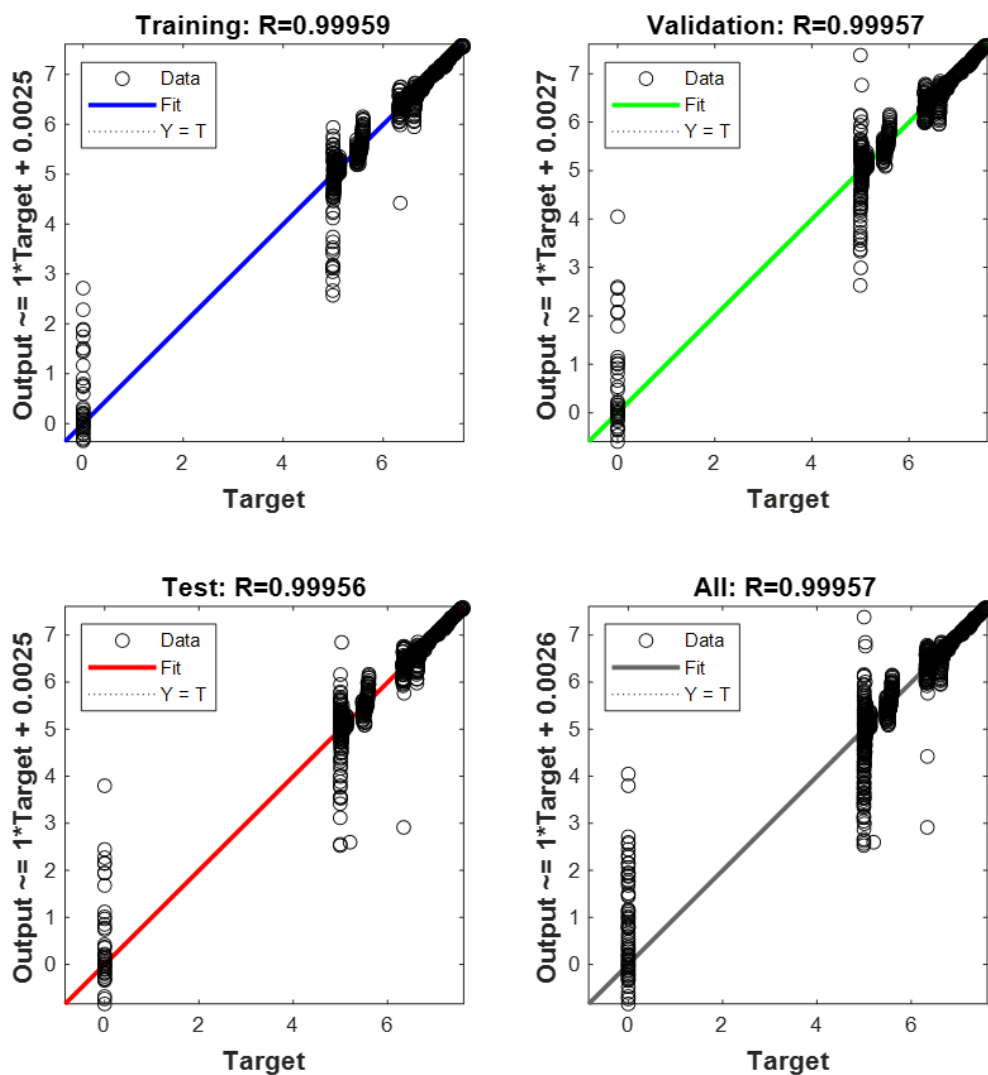 Training: R=0.99959
Output ~= 1*Target + 0.0025
7
6
5
4
3
2
1
0
Data
Fit
Y = T
0
2
4
6
Target
Validation: R=0.99957
Output ~= 1*Target + 0.0027
7
6
5
4
3
2
1
0
Data
Fit
Y = T
0
2
4
6
Target
Test: R=0.99956
Output ~= 1*Target + 0.0025
7
6
5
4
3
2
1
0
Data
Fit
Y = T
0
2
4
6
Target
All: R=0.99957
Output ~= 1*Target + 0.0026
7
6
5
4
3
2
1
0
Data
Fit
Y = T
0
2
4
6
Target